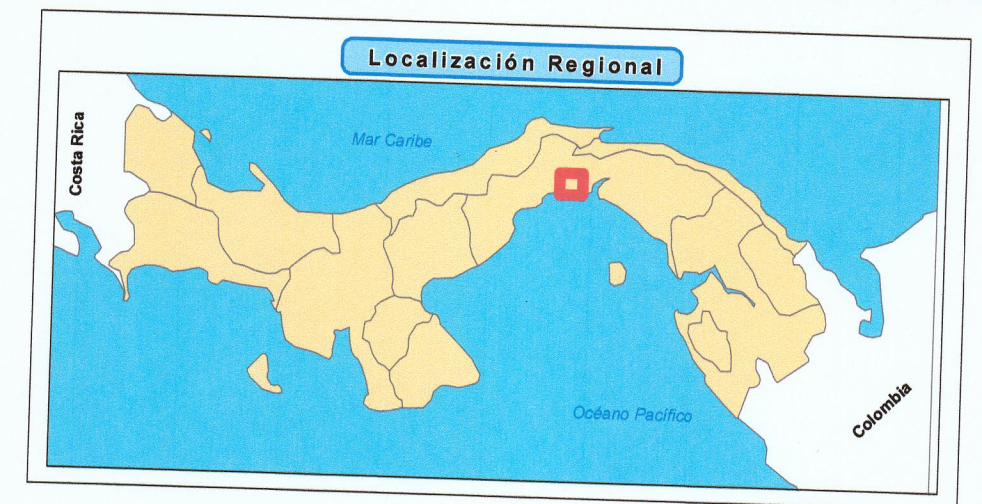 Localización Regional
Costa Rica
Mar Caribe
Océano Pacífico
Colombia